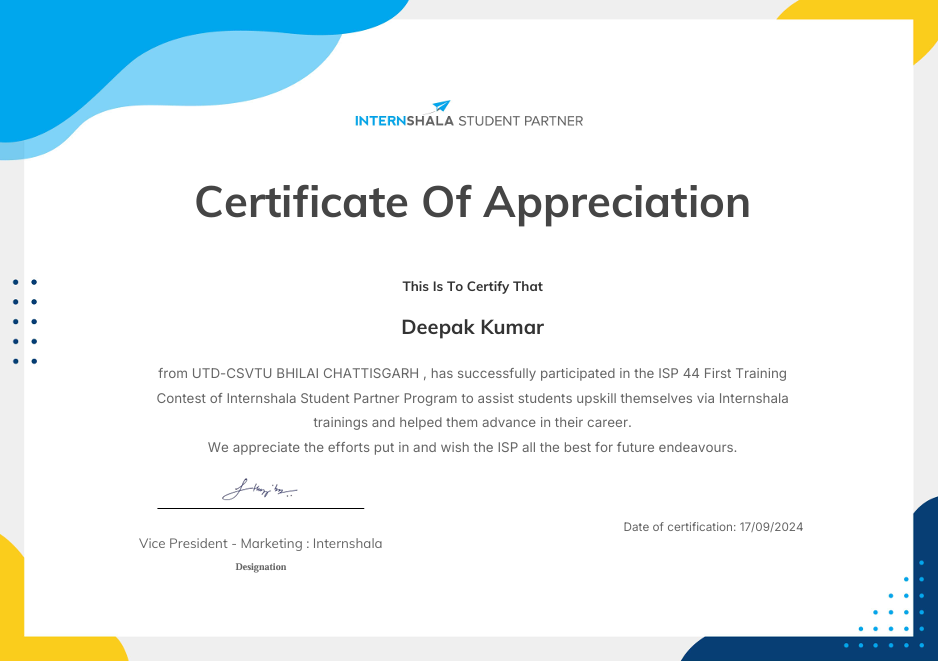 INTERNSHALA STUDENT PARTNER
Certificate Of Appreciation
This Is To Certify That
Deepak Kumar
from UTD-CSVTU BHILAI CHATTISGARH , has successfully participated in the ISP 44 First Training
Contest of Internshala Student Partner Program to assist students upskill themselves via Internshala
trainings and helped them advance in their career.
We appreciate the efforts put in and wish the ISP all the best for future endeavours.
Date of certification: 17/09/2024
Vice President - Marketing : Internshala
Designation